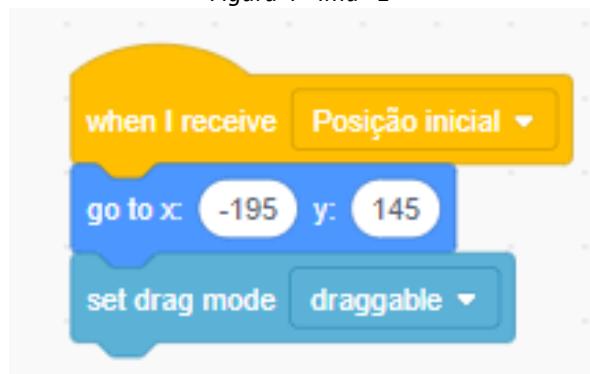 when I receive Posição inicial
go to x: -195 y: 145
set drag mode draggable